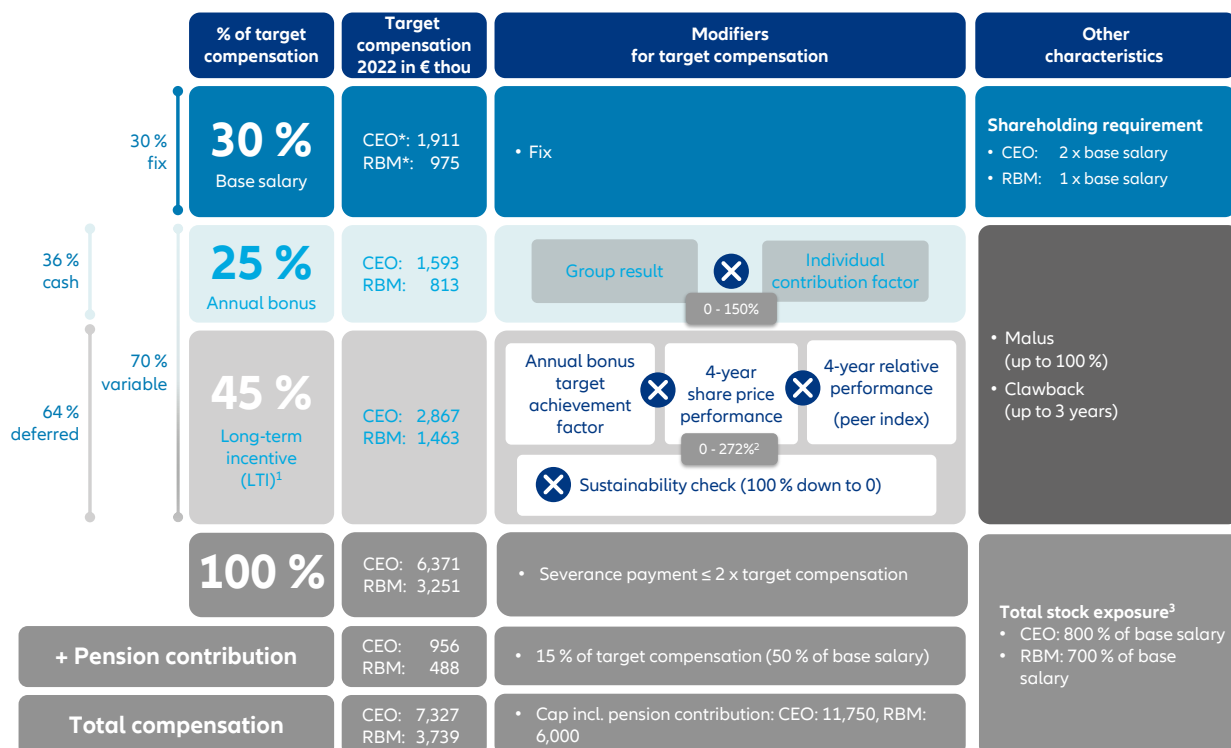 % of target
compensation
Target
compensation
2022 in € thou
Modifiers
for target compensation
Other
characteristics
30 %
fix
30 %
Base salary
CEO*: 1,911
RBM*: 975
• Fix
Shareholding requirement
• CEO: 2 x base salary
• RBM: 1 x base salary
36 %
cash
25 %
Annual bonus
CEO: 1,593
RBM: 813
Group result
Individual
contribution factor
0 - 150%
70 %
variable
64 %
deferred
45 %
Long-term
incentive
(LTI)¹
CEO: 2,867
RBM: 1,463
Annual bonus
target
achievement
factor
4-year
share price
performance
4-year relative
performance
(peer index)
0 - 272%²
Sustainability check (100 % down to 0)
• Malus
(up to 100 %)
• Clawback
(up to 3 years)
100 %
CEO: 6,371
RBM: 3,251
• Severance payment ≤ 2 x target compensation
+ Pension contribution
CEO: 956
RBM: 488
• 15 % of target compensation (50 % of base salary)
Total compensation
CEO: 7,327
RBM: 3,739
• Cap incl. pension contribution: CEO: 11,750, RBM:
6,000
Total stock exposure³
• CEO: 800 % of base salary
• RBM: 700 % of base
salary